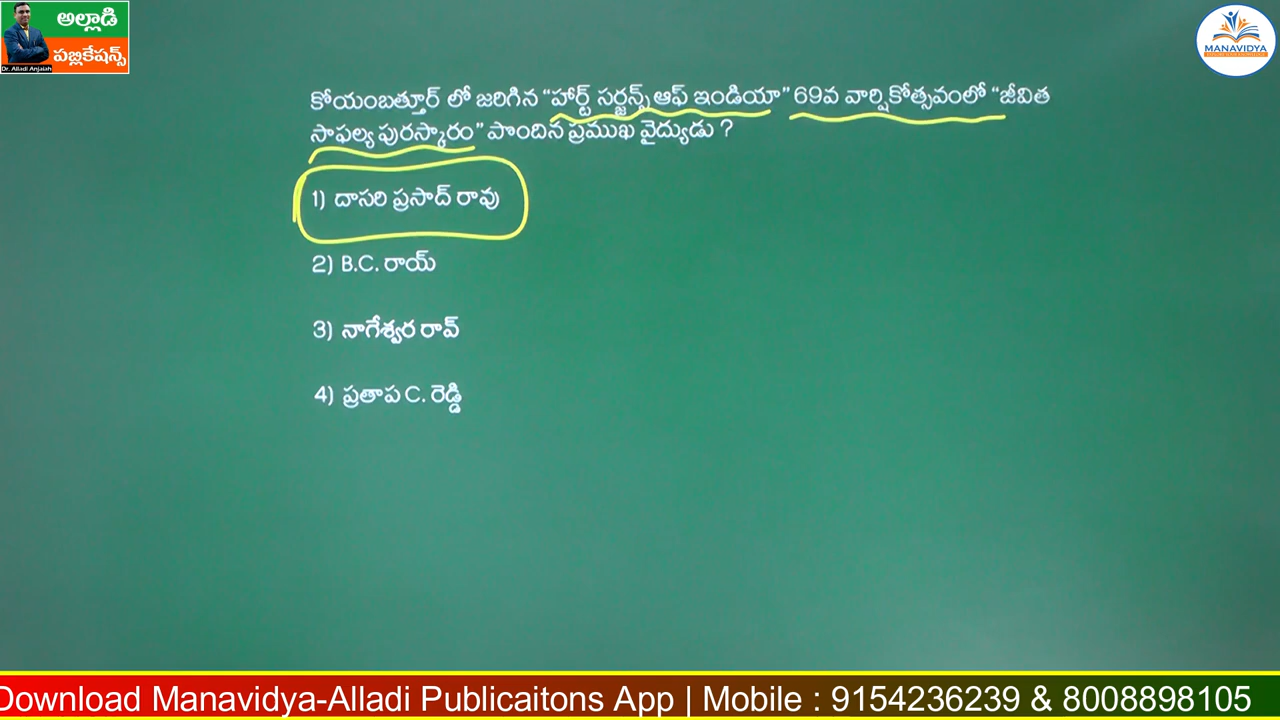 అల్లాడి
పబ్లికేషన్స్
Dr. Alladi Anjaiah
MANAVIDYA
కోయంబత్తూర్ లో జరిగిన "హార్ట్ సర్జన్స్ ఆఫ్ ఇండియా" 69వ వార్షికోత్సవంలో "జీవిత
సాఫల్య పురస్కారం" పొందిన ప్రముఖ వైద్యుడు ?
1) దాసరి ప్రసాద్ రావు
2) B.C. రాయ్
3) నాగేశ్వర రావ్
4) ప్రతాప C. రెడ్డి
Download Manavidya-Alladi Publicaitons App | Mobile : 9154236239 & 8008898105